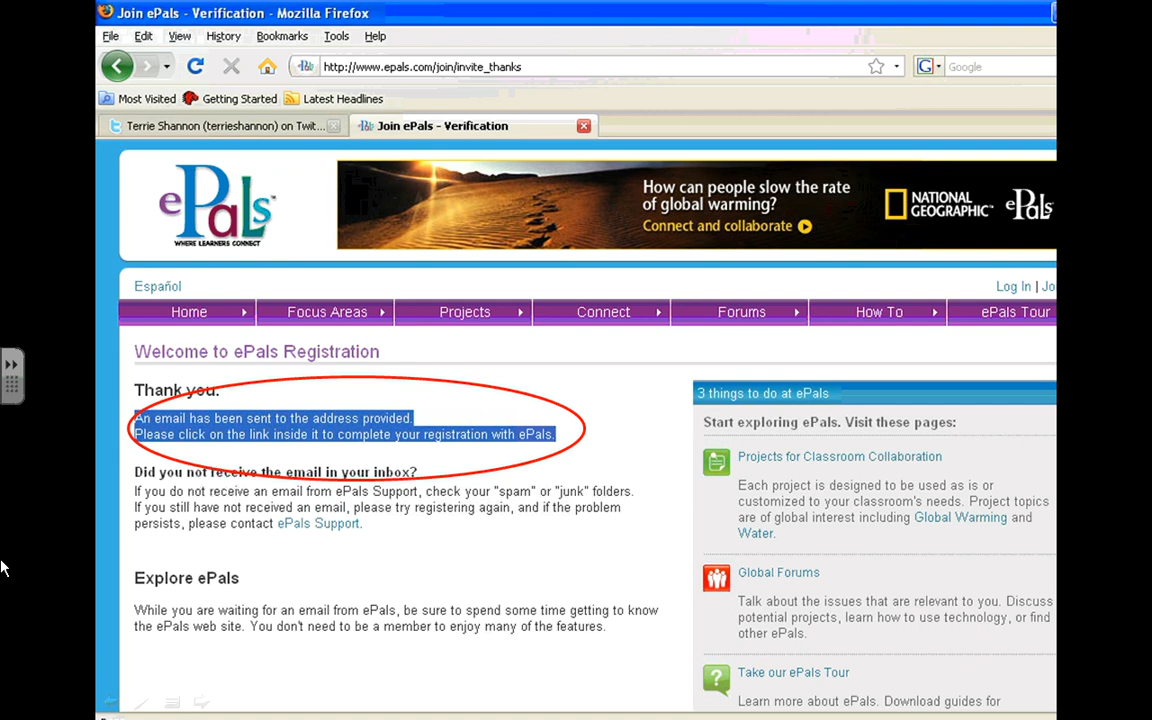 Join ePals - Verification - Mozilla Firefox
File Edit View History Bookmarks Tools Help
http://www.epals.com/join/invite_thanks
Google
Most Visited Getting Started Latest Headlines
Terrie Shannon (terrieshannon) on Twit...
Join ePals - Verification
ePals™
WHERE LEARNERS CONNECT
How can people slow the rate
of global warming?
Connect and collaborate
NATIONAL
GEOGRAPHIC™
ePals
Español
Log In | Jo
Home Focus Areas Projects Connect Forums How To ePals Tour
Welcome to ePals Registration
Thank you.
An email has been sent to the address provided.
Please click on the link inside it to complete your registration with ePals.
Did you not receive the email in your inbox?
If you do not receive an email from ePals Support, check your "spam" or "junk" folders.
If you still have not received an email, please try registering again, and if the problem
persists, please contact ePals Support.
Explore ePals
While you are waiting for an email from ePals, be sure to spend some time getting to know
the ePals web site. You don't need to be a member to enjoy many of the features.
3 things to do at ePals
Start exploring ePals. Visit these pages:
Projects for Classroom Collaboration
Each project is designed to be used as is or
customized to your classroom's needs. Project topics
are of global interest including Global Warming and
Water.
Global Forums
Talk about the issues that are relevant to you. Discuss
potential projects, learn how to use technology, or find
other ePals.
Take our ePals Tour
Learn more about ePals. Download guides for